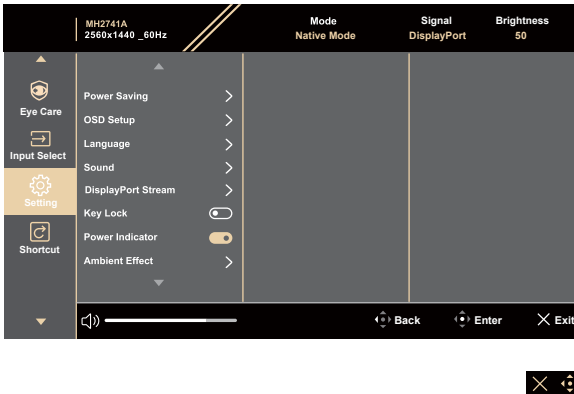 MH2741A
2560x1440 _60Hz
Mode
Native Mode
Signal
DisplayPort
Brightness
50
Eye Care
Input Select
Setting
Shortcut
Power Saving
OSD Setup
Language
Sound
DisplayPort Stream
Key Lock
Power Indicator
Ambient Effect
Back
Enter
Exit